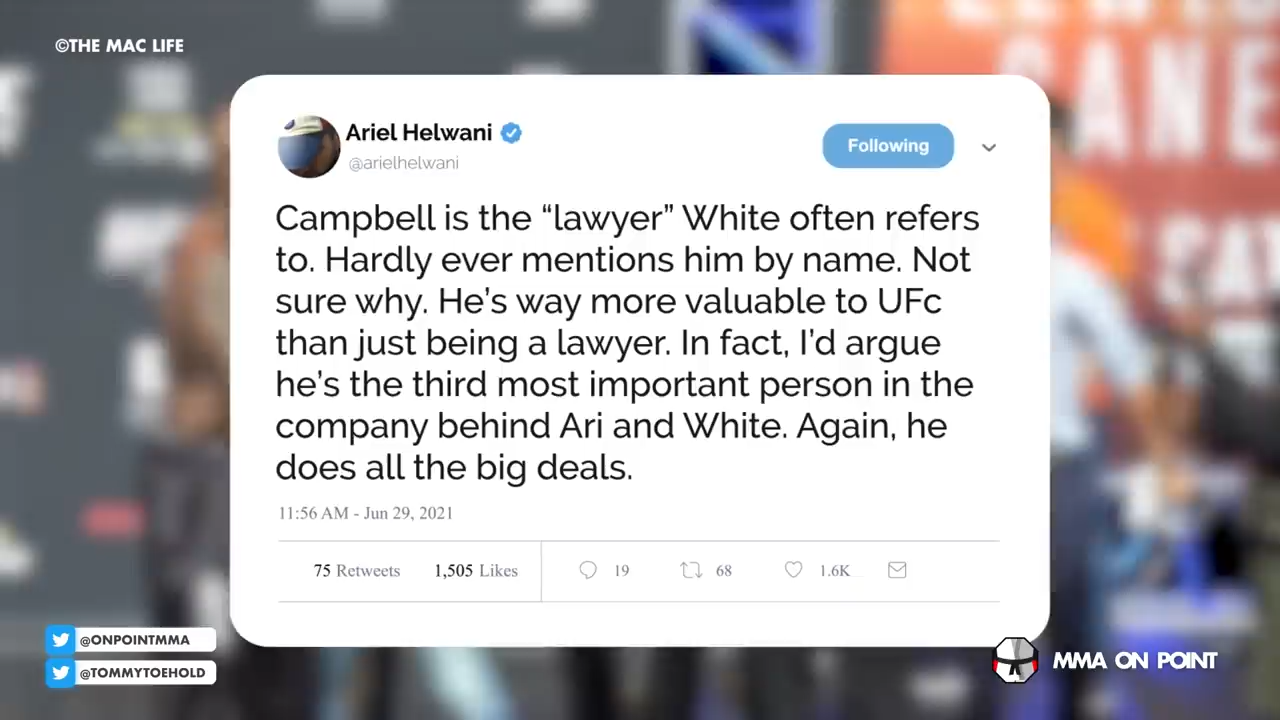 ©THE MAC LIFE
Ariel Helwani
@arielhelwani
Following
Campbell is the “lawyer” White often refers
to. Hardly ever mentions him by name. Not
sure why. He’s way more valuable to UFc
than just being a lawyer. In fact, I’d argue
he’s the third most important person in the
company behind Ari and White. Again, he
does all the big deals.
11:56 AM - Jun 29, 2021
75 Retweets 1,505 Likes 19 68 1.6K
@ONPOINTMMA
@TOMMYTOEHOLD
MMA ON POINT